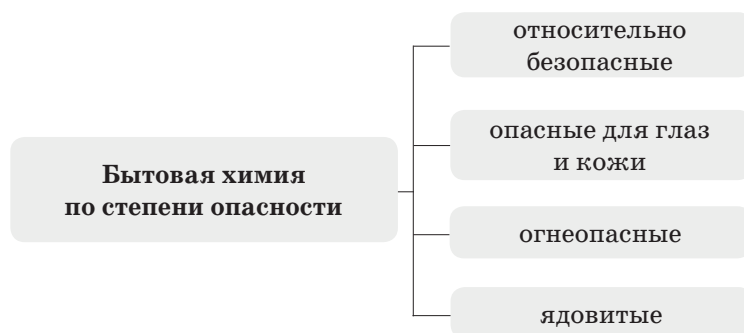 Бытовая химия
по степени опасности
относительно
безопасные
опасные для глаз
и кожи
огнеопасные
ядовитые